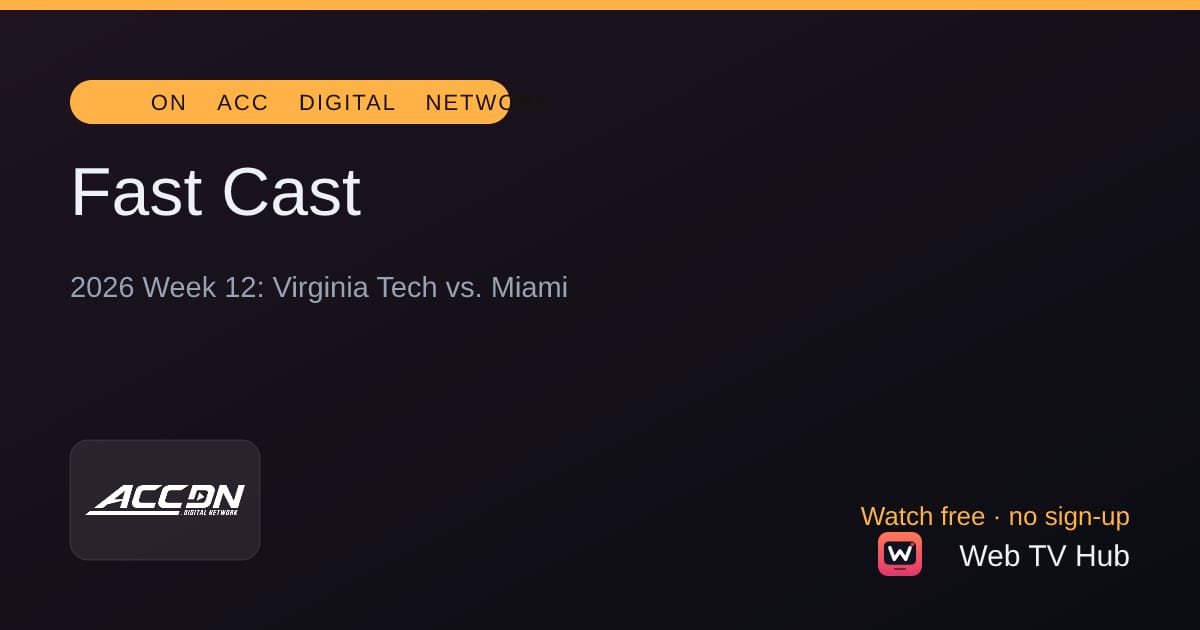 ON ACC DIGITAL NETWORK
Fast Cast
2026 Week 12: Virginia Tech vs. Miami
ACCDN
DIGITAL NETWORK
Watch free · no sign-up
W
Web TV Hub